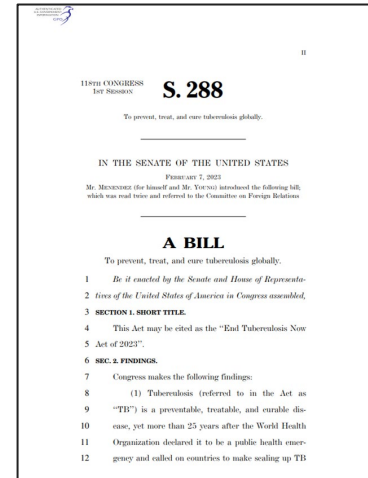 II
118TH CONGRESS
1ST SESSION
S. 288
To prevent, treat, and cure tuberculosis globally.
IN THE SENATE OF THE UNITED STATES
FEBRUARY 7, 2023
Mr. MENENDEZ (for himself and Mr. YOUNG) introduced the following bill;
which was read twice and referred to the Committee on Foreign Relations
A BILL
To prevent, treat, and cure tuberculosis globally.
1 Be it enacted by the Senate and House of Representa-
2 tives of the United States of America in Congress assembled,
3 SECTION 1. SHORT TITLE.
4 This Act may be cited as the “End Tuberculosis Now
5 Act of 2023”.
6 SEC. 2. FINDINGS.
7 Congress makes the following findings:
8 (1) Tuberculosis (referred to in the Act as
9 “TB”) is a preventable, treatable, and curable dis-
10 ease, yet more than 25 years after the World Health
11 Organization declared it to be a public health emer-
12 gency and called on countries to make scaling up TB